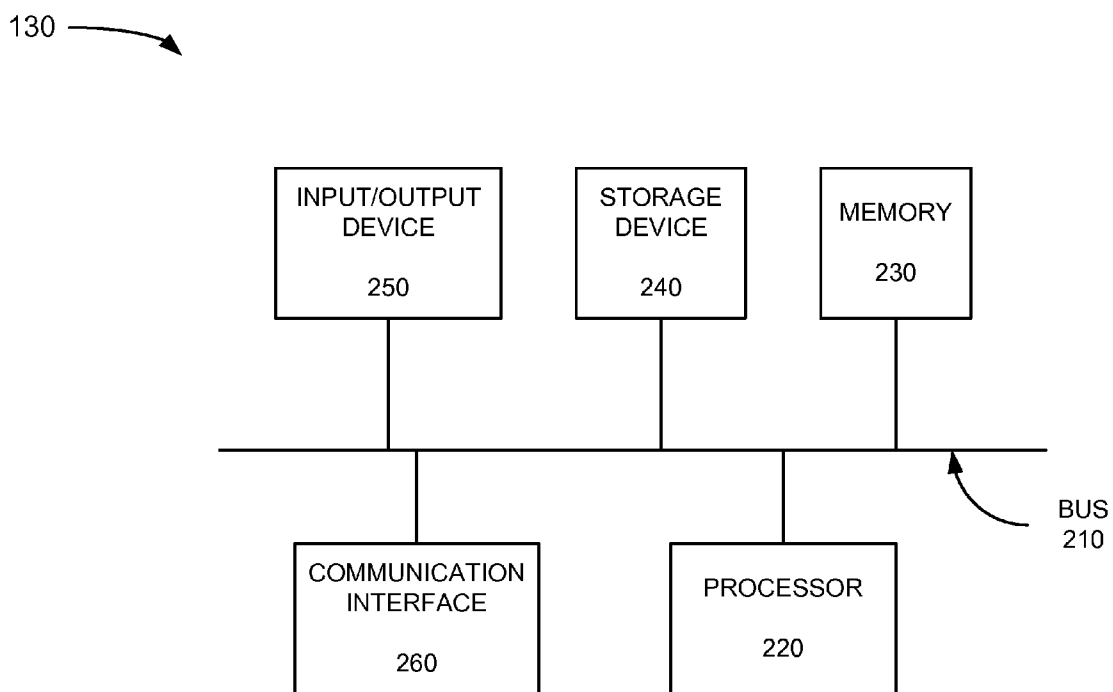 130
INPUT/OUTPUT
DEVICE
250
STORAGE
DEVICE
240
MEMORY
230
BUS
210
COMMUNICATION
INTERFACE
260
PROCESSOR
220